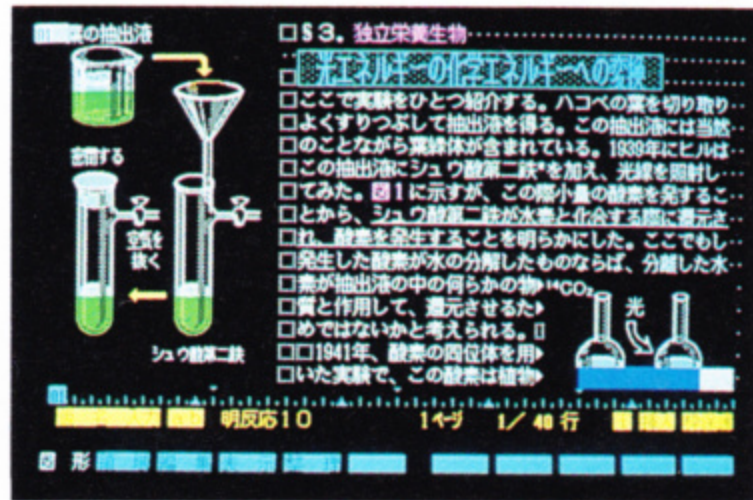 葉の抽出液
密閉する
空気を
抜く
シュウ酸第二鉄
□§3。独立栄養生物
光エネルギーの化学エネルギーへの変換
□ここで実験をひとつ紹介する。ハコベの葉を切り取り
□よくすりつぶして抽出液を得る。この抽出液には当然
□のことながら葉緑体が含まれている。1939年にヒルは
□この抽出液にシュウ酸第二鉄*を加え、光線を照射し
□てみた。図1に示すが、この際小量の酸素を発するこ
□とから、シュウ酸第二鉄が水素と化合する際に還元さ
□れ、酸素を発生することを明らかにした。ここでもし
□発生した酸素が水の分解したものならば、分離した水
□素が抽出液の中の何らかの物
□質と作用して、還元させるた
□めではないかと考えられる。
□□1941年、酸素の同位体を用
□いた実験で、この酸素は植物
¹⁴CO₂
光
明反応10 1ページ 1/ 40 行
図 形